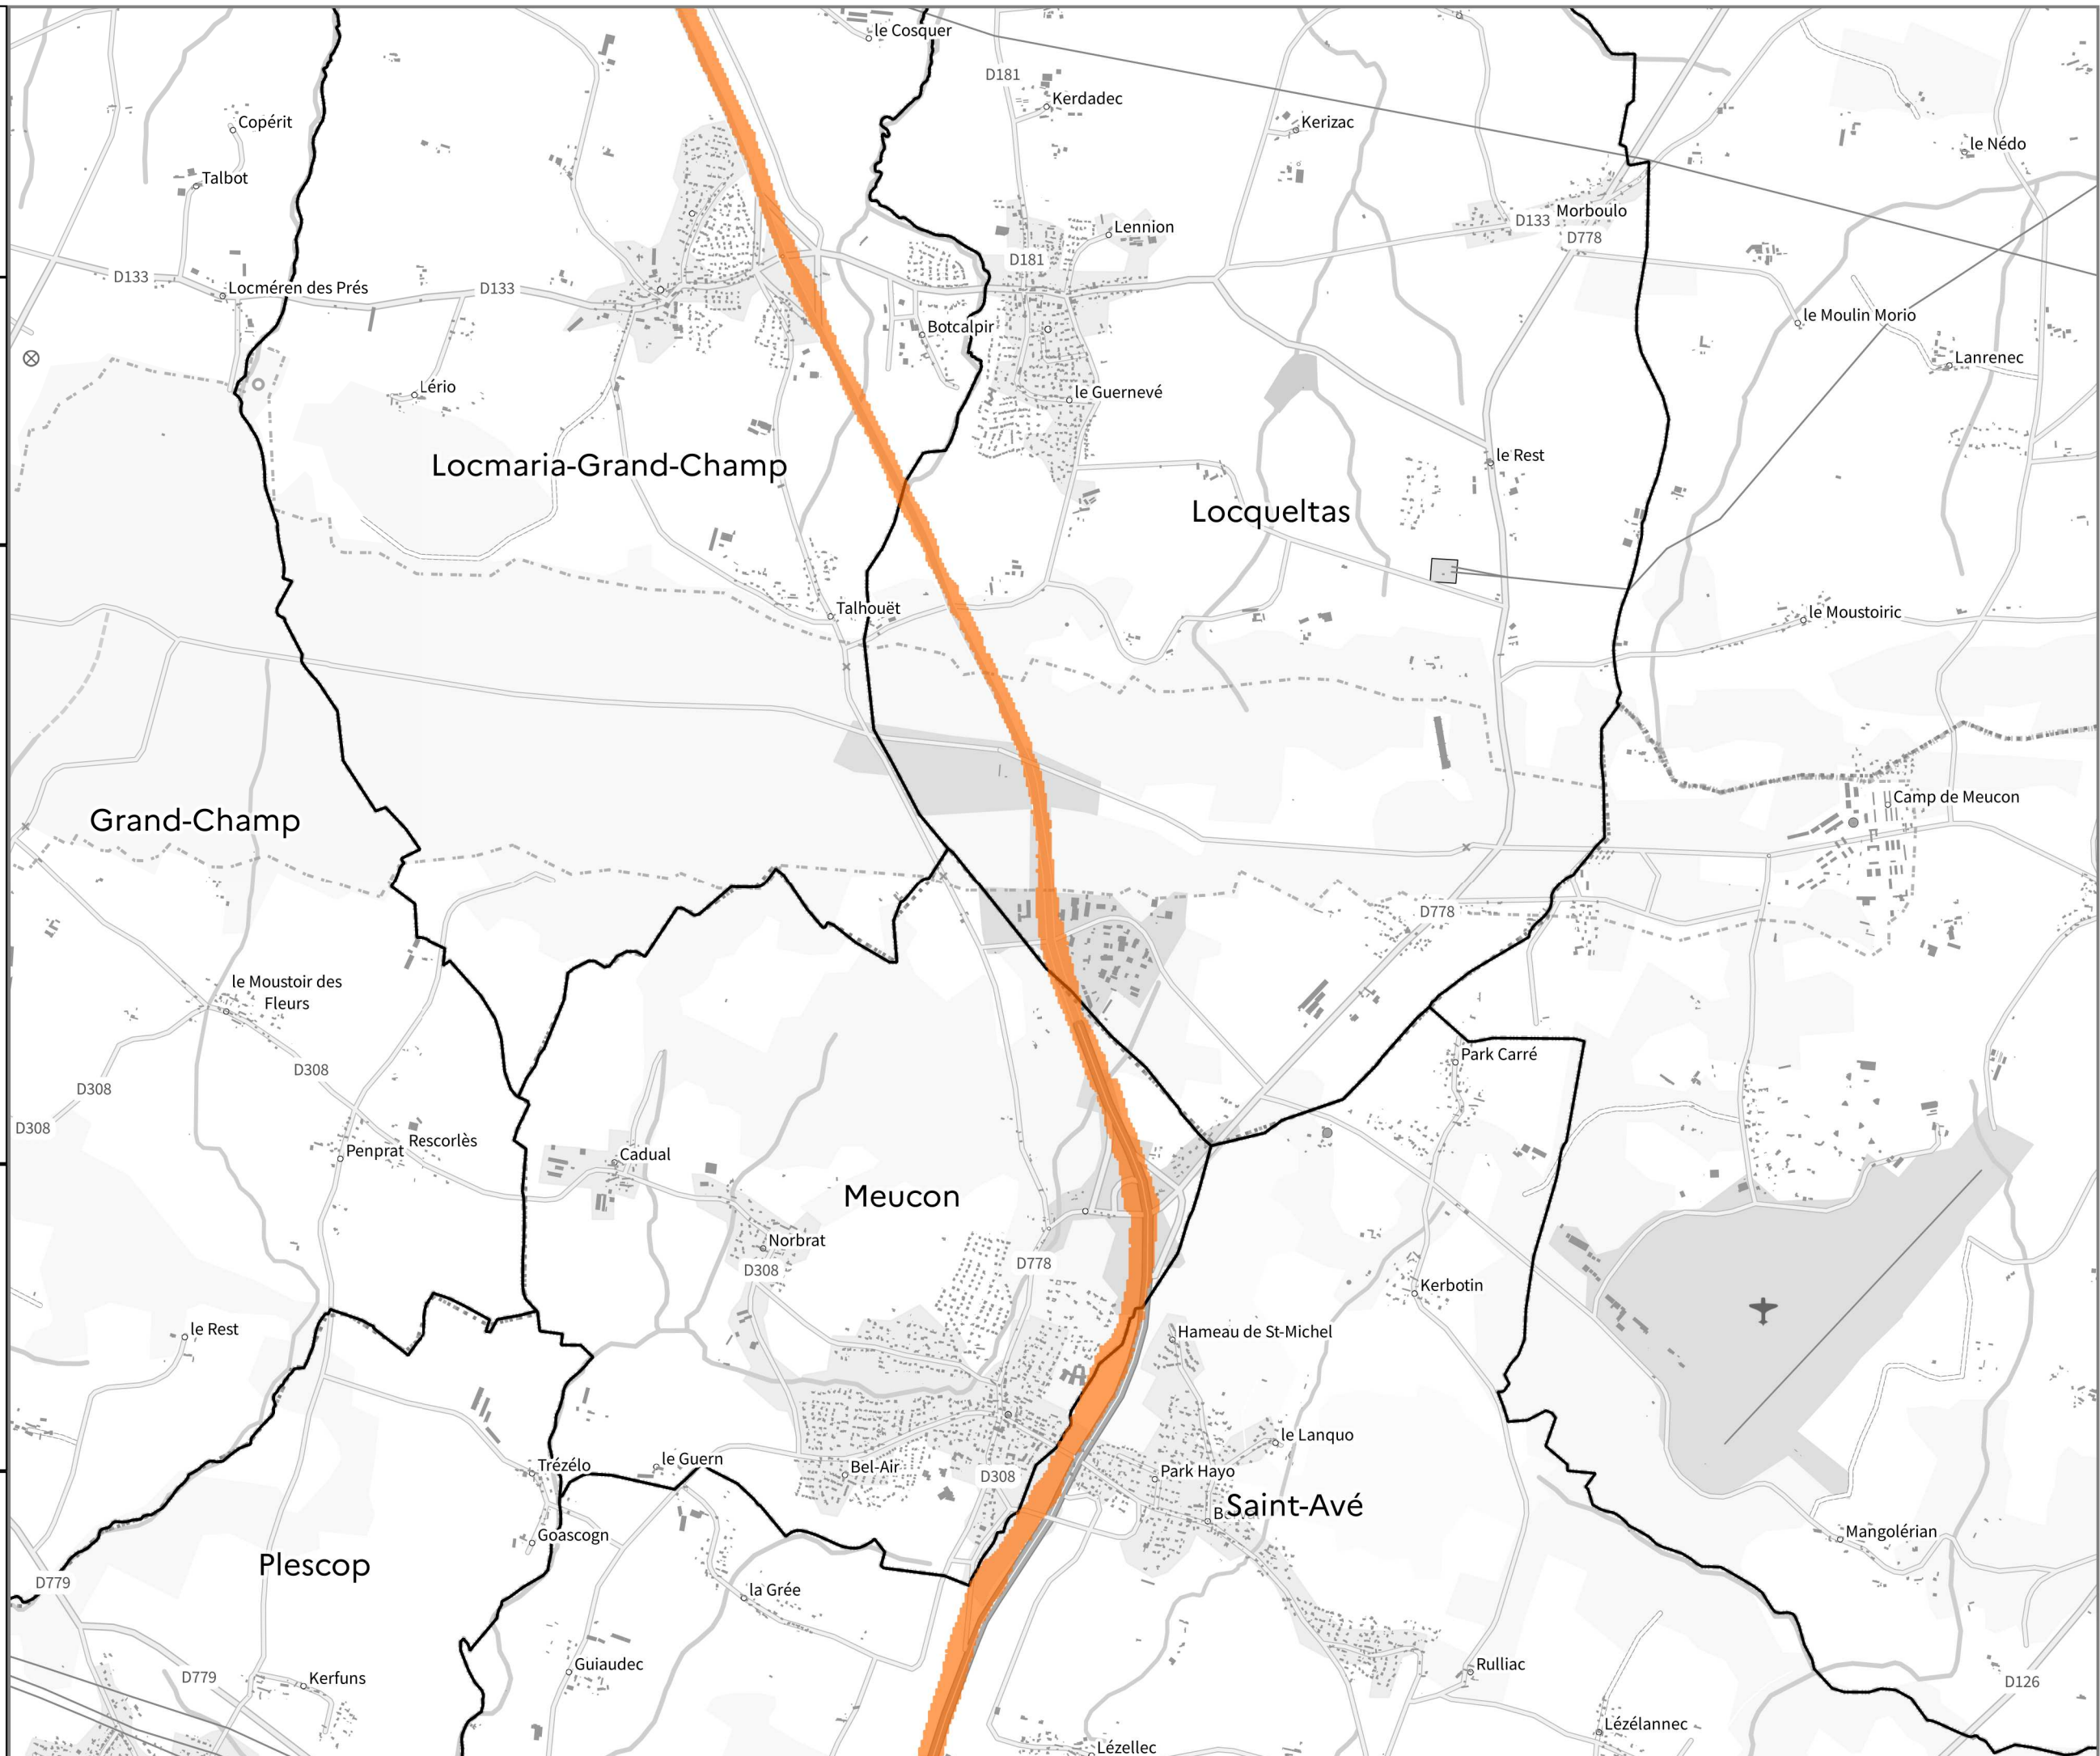 le Cosquer
D181
Kerdadec
Copérit
Kerizac
le Nédo
Talbot
Morboulo
D133
Lennion
D778
D181
D133
Locméren des Prés
D133
le Moulin Morio
Botcalpir
Lanrenec
Lério
le Guernevé
le Rest
Locmaria-Grand-Champ
Locqueltas
Talhouët
le Moustoiric
Camp de Meucon
Grand-Champ
D778
le Moustoir des
Fleurs
Park Carré
D308
D308
D308
Rescorlès
Penprat
Cadual
Meucon
Norbrat
D778
D308
Kerbotin
le Rest
Hameau de St-Michel
le Lanquo
le Guern
Trézélo
Bel-Air
Park Hayo
D308
Saint-Avé
Goascogn
Mangolérian
Plescop
D779
la Grée
Guiaudec
Rulliac
D779
Kerfuns
D126
Lézélannec
Lézellec